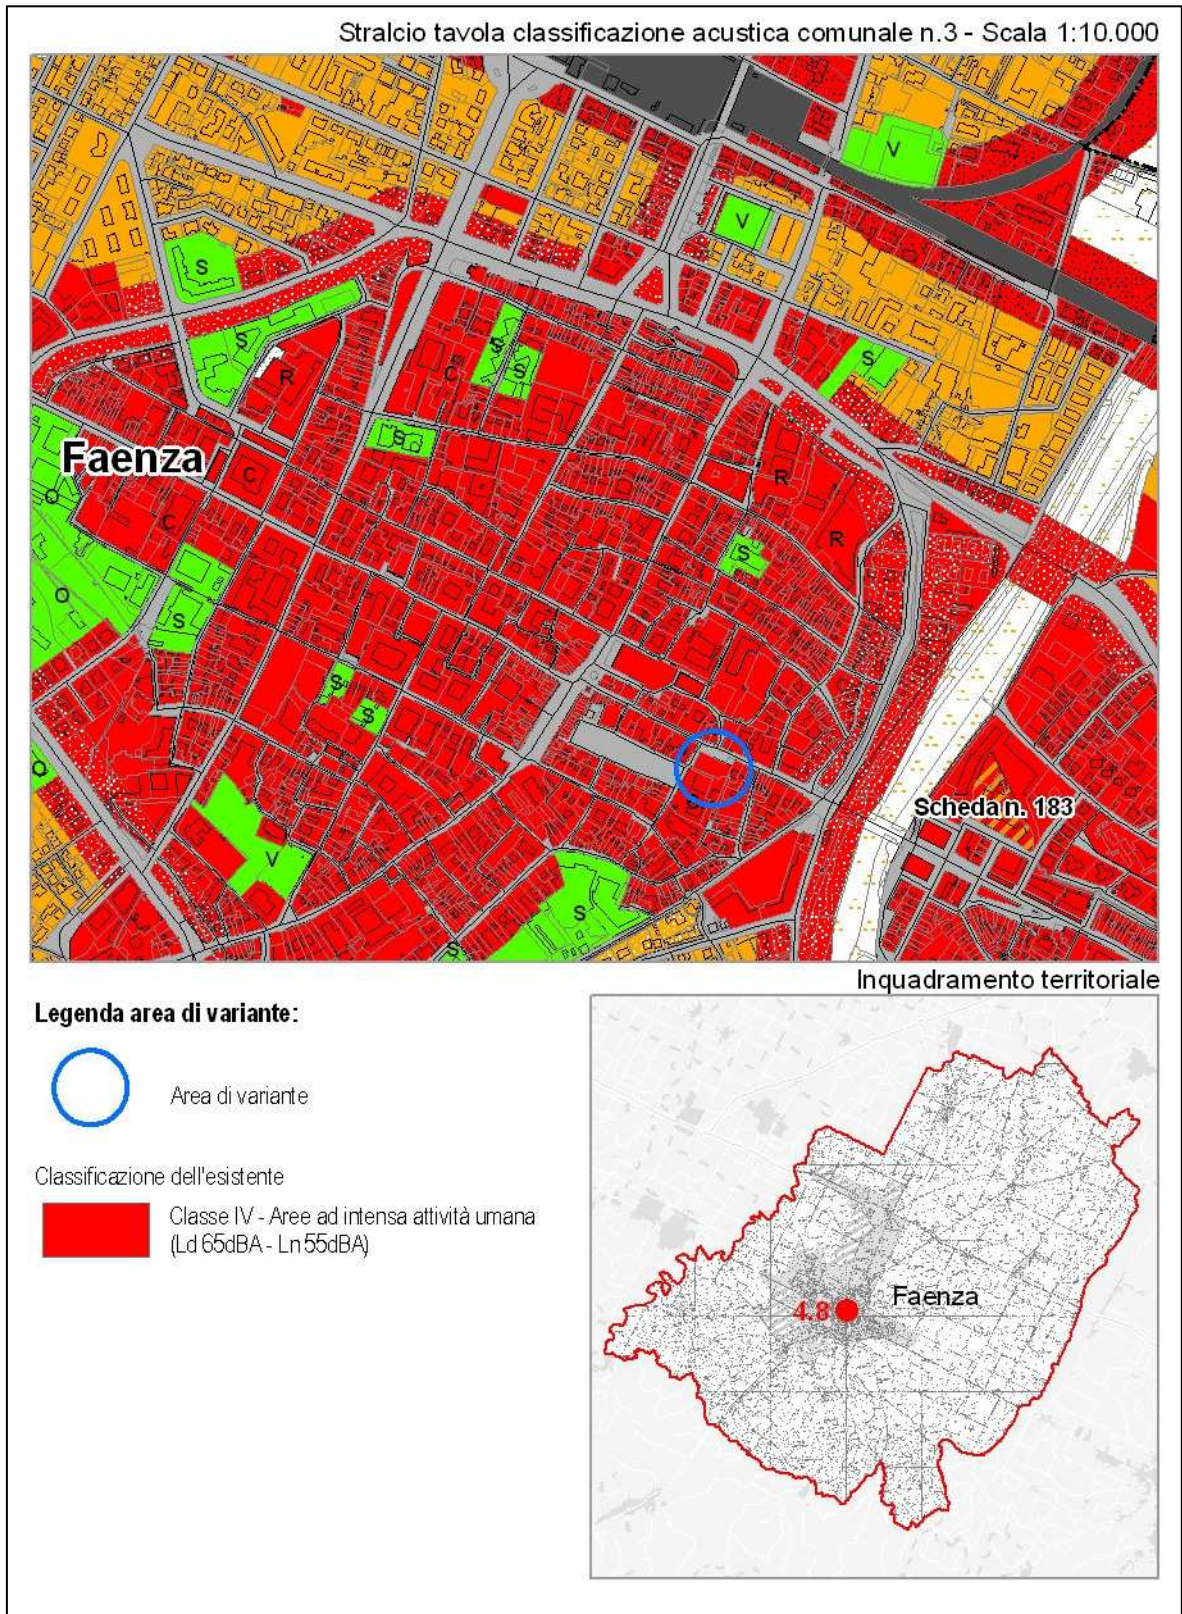 Stralcio tavola classificazione acustica comunale n.3 - Scala 1:10.000
V
V
S
S
S
S
S
R
C
S
Faenza
C
R
O
C
R
S
O
S
S
S
O
Scheda n. 183
V
S
S
Inquadramento territoriale
Legenda area di variante:
Area di variante
Classificazione dell'esistente
Classe IV - Aree ad intensa attività umana
(Ld 65dBA - Ln 55dBA)
Faenza
4.8